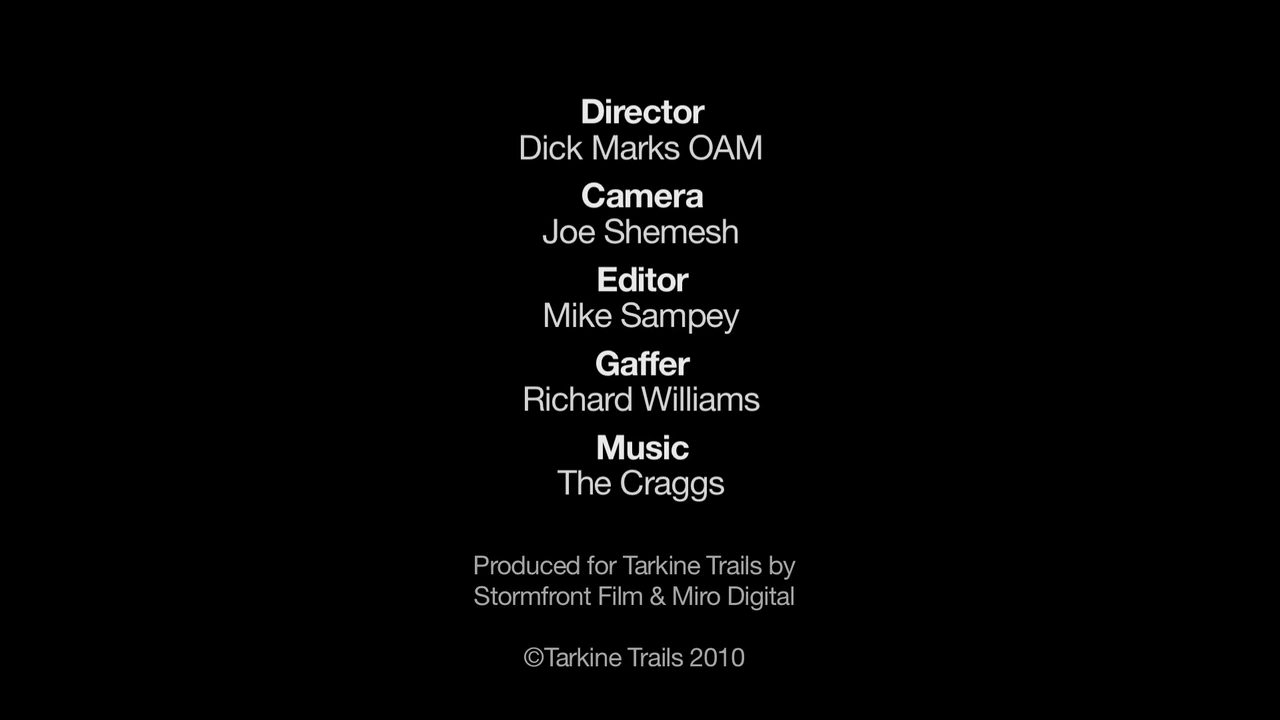 Director
Dick Marks OAM
Camera
Joe Shemesh
Editor
Mike Sampey
Gaffer
Richard Williams
Music
The Craggs
Produced for Tarkine Trails by
Stormfront Film & Miro Digital
©Tarkine Trails 2010